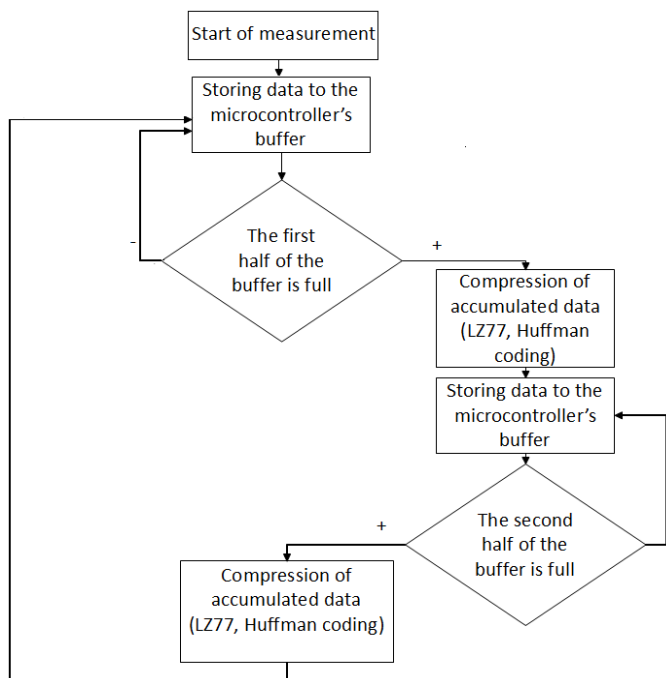 Start of measurement
Storing data to the
microcontroller's
buffer
The first
half of the
buffer is full
-
+
Compression of
accumulated data
(LZ77, Huffman
coding)
Storing data to the
microcontroller's
buffer
The second
half of the
buffer is full
+
Compression of
accumulated data
(LZ77, Huffman coding)